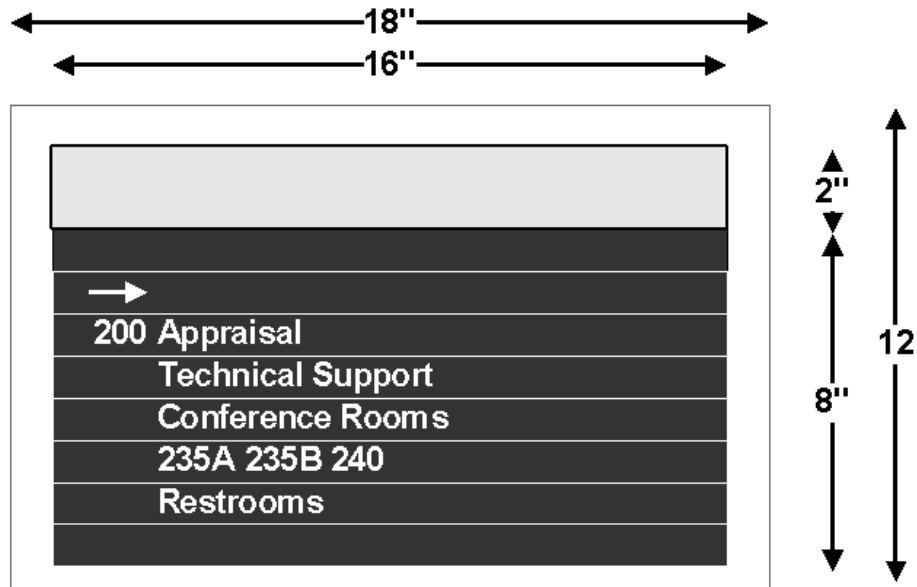 18"
16"
2"
12
8"
200 Appraisal
Technical Support
Conference Rooms
235A 235B 240
Restrooms